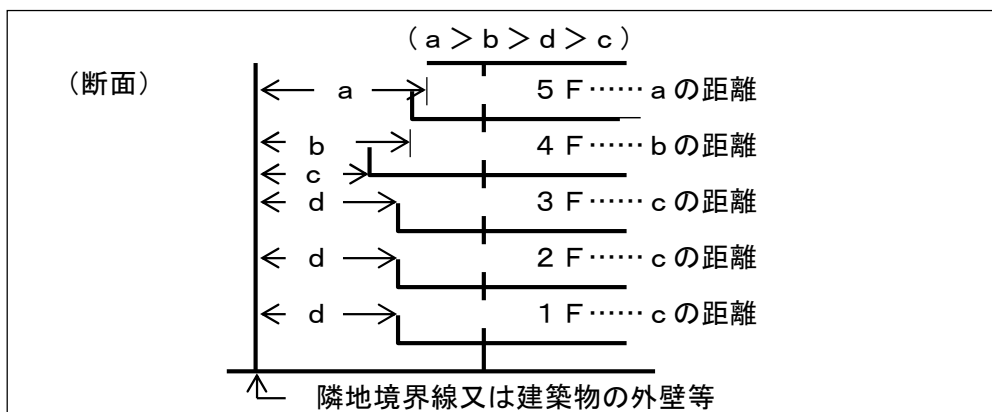 （ａ＞ｂ＞ｄ＞ｃ）
（断面）
ａ ５Ｆ……ａの距離
ｂ ４Ｆ……ｂの距離
ｃ
ｄ ３Ｆ……ｃの距離
ｄ ２Ｆ……ｃの距離
ｄ １Ｆ……ｃの距離
隣地境界線又は建築物の外壁等